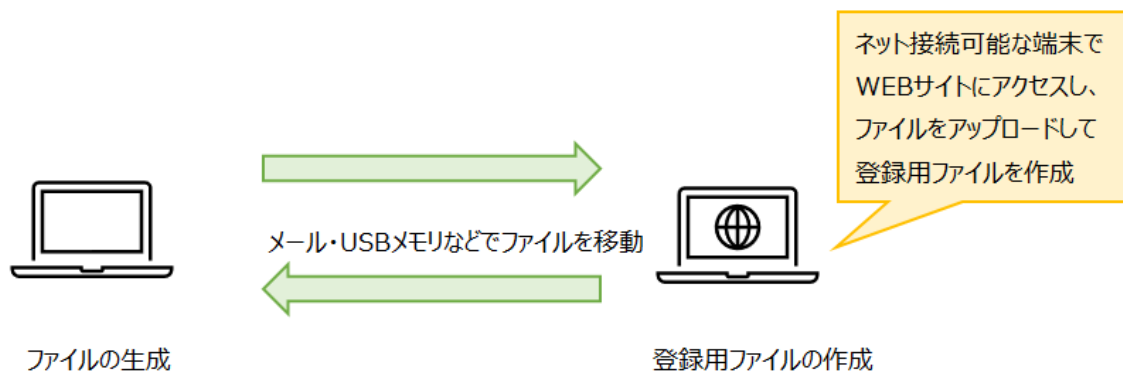 ネット接続可能な端末で
WEBサイトにアクセスし、
ファイルをアップロードして
登録用ファイルを作成
メール・USBメモリなどでファイルを移動
ファイルの生成
登録用ファイルの作成